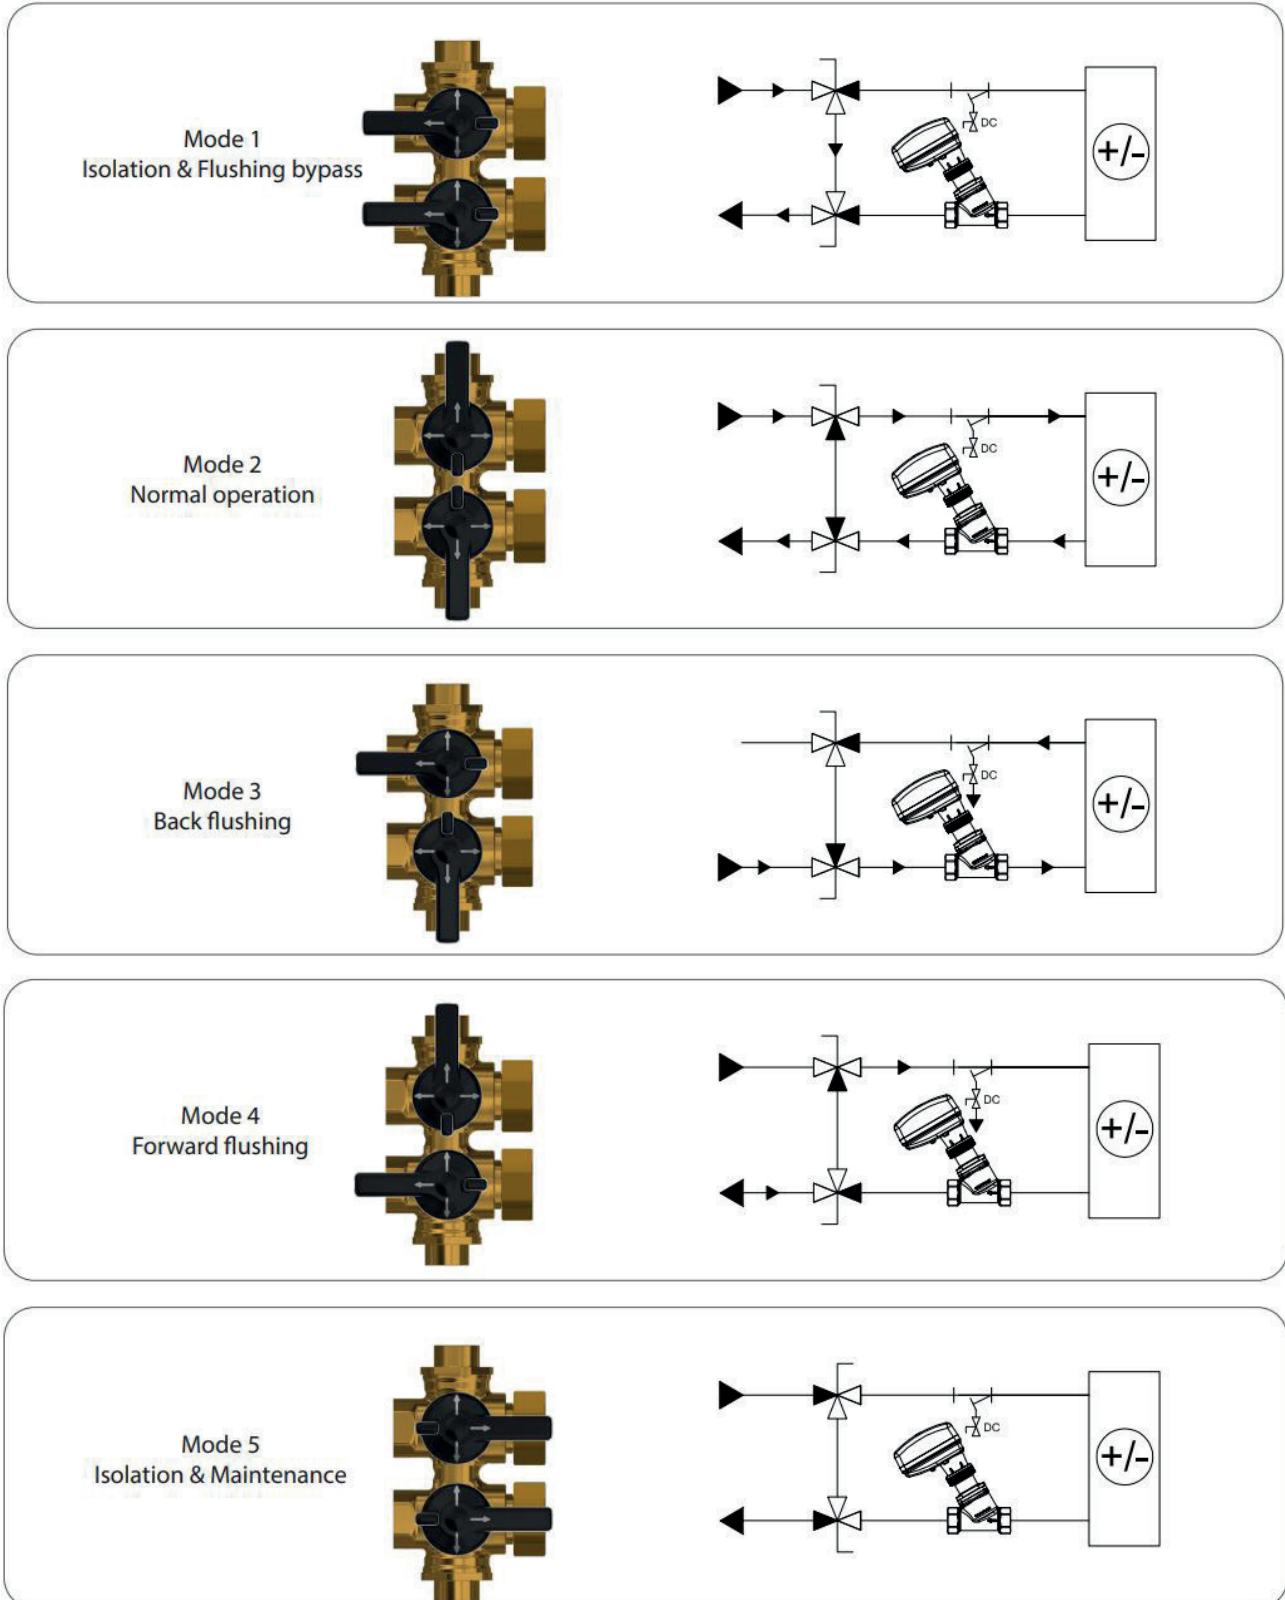 Mode 1
Isolation & Flushing bypass
DC
+/-
Mode 2
Normal operation
DC
+/-
Mode 3
Back flushing
DC
+/-
Mode 4
Forward flushing
DC
+/-
Mode 5
Isolation & Maintenance
DC
+/-